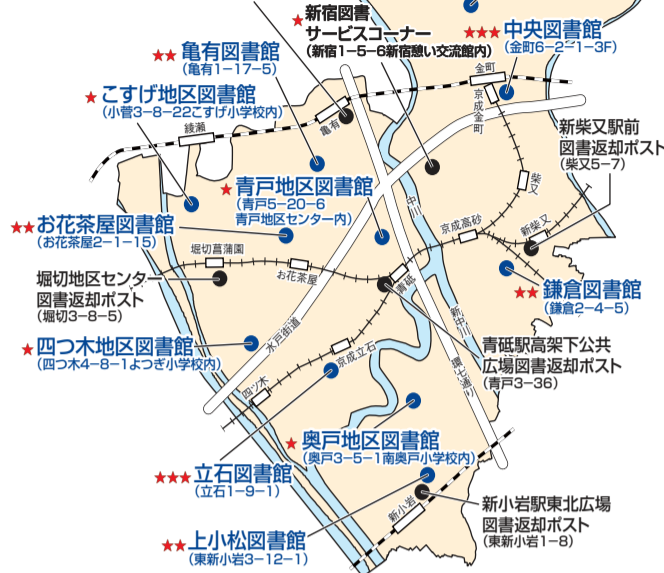 ★新宿図書
サービスコーナー
(新宿1-5-6新宿憩い交流館内)
★★★中央図書館
(金町6-2-1-3F)
★★亀有図書館
(亀有1-17-5)
金町
京成金町
★こすげ地区図書館
(小菅3-8-22こすげ小学校内)
亀有
綾瀬
新柴又駅前
図書返却ポスト
(柴又5-7)
★青戸地区図書館
(青戸5-20-6
青戸地区センター内)
中川
柴又
★★お花茶屋図書館
(お花茶屋2-1-15)
京成高砂
新柴又
堀切菖蒲園
お花茶屋
青砥
堀切地区センター
図書返却ポスト
(堀切3-8-5)
★★鎌倉図書館
(鎌倉2-4-5)
新中川
水戸街道
★四つ木地区図書館
(四つ木4-8-1よつぎ小学校内)
京成立石
青砥駅高架下公共
広場図書返却ポスト
(青戸3-36)
環七通り
四ツ木
★奥戸地区図書館
(奥戸3-5-1南奥戸小学校内)
★★★立石図書館
(立石1-9-1)
新小岩
新小岩駅東北広場
図書返却ポスト
(東新小岩1-8)
★★上小松図書館
(東新小岩3-12-1)